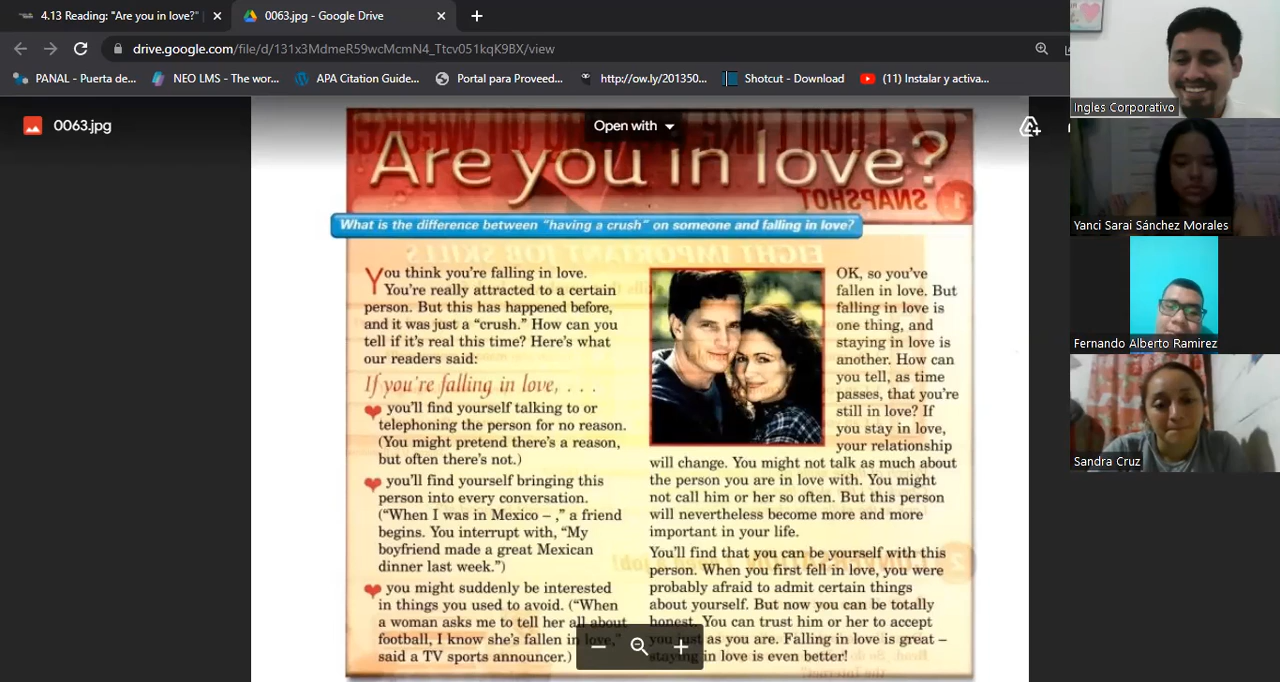 4.13 Reading: "Are you in love?"
0063.jpg - Google Drive
drive.google.com/file/d/131x3MdmeR59wcMcmN4_Ttcv051kqK9BX/view
PANAL - Puerta de...
NEO LMS - The wor...
APA Citation Guide...
Portal para Proveed...
http://ow.ly/201350...
Shotcut - Download
(11) Instalar y activa...
0063.jpg
Open with
Are you in love?
SNAPSHOT
What is the difference between "having a crush" on someone and falling in love?
EIGHT IMPORTANT JOB SKILLS
You think you're falling in love.
You're really attracted to a certain
person. But this has happened before,
and it was just a "crush." How can you
tell if it's real this time? Here's what
our readers said:
If you're falling in love, . . .
you'll find yourself talking to or
telephoning the person for no reason.
(You might pretend there's a reason,
but often there's not.)
you'll find yourself bringing this
person into every conversation.
("When I was in Mexico – ," a friend
begins. You interrupt with, "My
boyfriend made a great Mexican
dinner last week.")
you might suddenly be interested
in things you used to avoid. ("When
a woman asks me to tell her all about
football, I know she's fallen in love,"
said a TV sports announcer.)
OK, so you've
fallen in love. But
falling in love is
one thing, and
staying in love is
another. How can
you tell, as time
passes, that you're
still in love? If
you stay in love,
your relationship
will change. You might not talk as much about
the person you are in love with. You might
not call him or her so often. But this person
will nevertheless become more and more
important in your life.
You'll find that you can be yourself with this
person. When you first fell in love, you were
probably afraid to admit certain things
about yourself. But now you can be totally
honest. You can trust him or her to accept
you just as you are. Falling in love is great –
staying in love is even better!
Ingles Corporativo
Yanci Sarai Sánchez Morales
Fernando Alberto Ramirez
Sandra Cruz